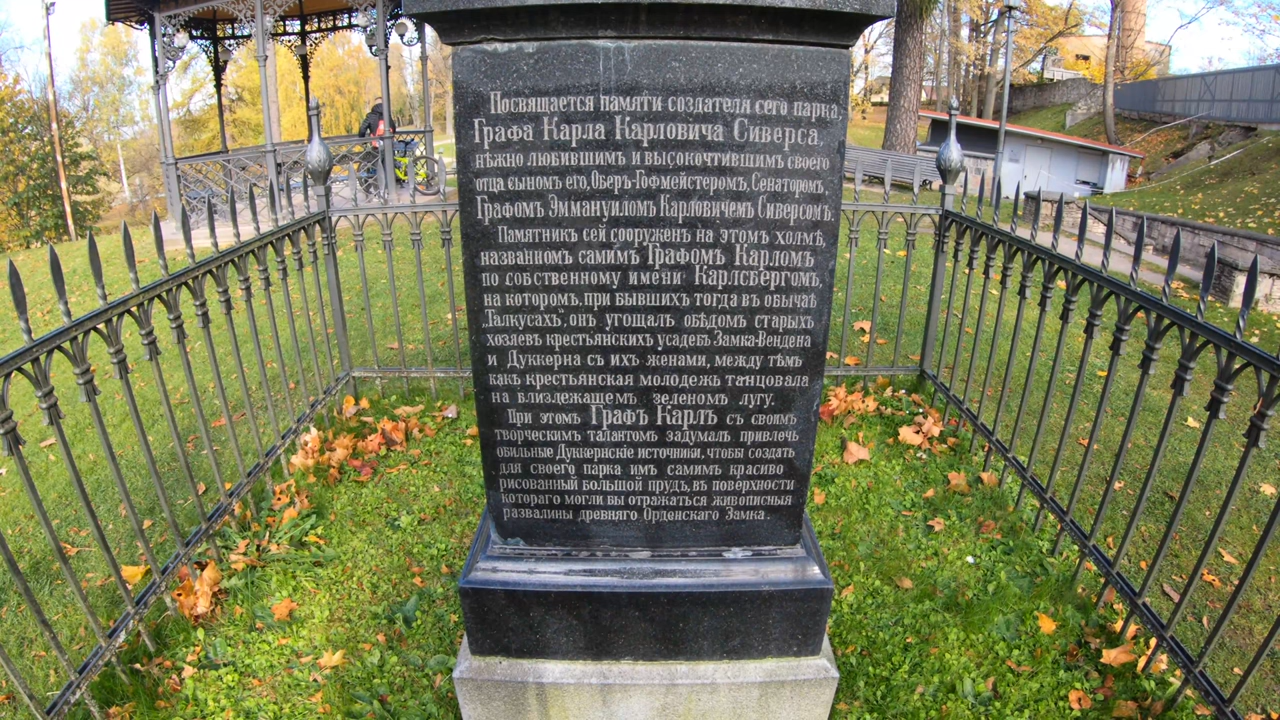 Посвящается памяти создателя сего парка,
Графа Карла Карловича Сиверса,
нѣжно любившимъ и высокочтившимъ своего
отца сыномъ его, Оберъ-Гофмейстеромъ, Сенаторомъ,
Графомъ Эммануиломъ Карловичемъ Сиверсомъ.
Памятникъ сей сооруженъ на этомъ холмѣ,
названномъ самимъ Графомъ Карломъ
по собственному имени Карлсбергомъ,
на которомъ, при бывшихъ тогда въ обычаѣ
„Талкусахъ", онъ угощалъ обѣдомъ старыхъ
хозяевъ крестьянскихъ усадебъ Замка-Вендена
и Дуккерна съ ихъ женами, между тѣмъ
какъ крестьянская молодежь танцовала
на близлежащемъ зеленомъ лугу.
При этомъ Графъ Карлъ съ своимъ
творческимъ талантомъ задумалъ привлечь
обильные Дуккернскіе источники, чтобы создать
для своего парка имъ самимъ красиво
рисованный большой прудъ, въ поверхности
котораго могли бы отражаться живописныя
развалины древняго Орденскаго Замка.